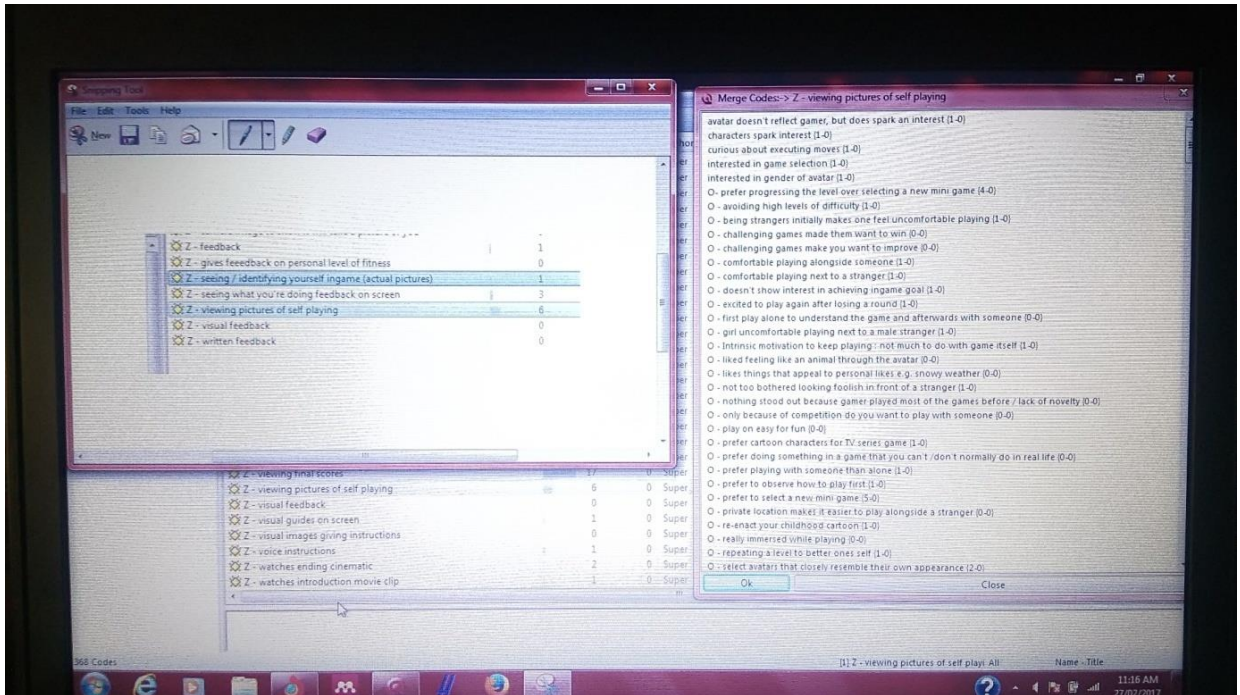 Snipping Tool
File Edit Tools Help
New
Z - feedback 1
Z - gives feeedback on personal level of fitness 0
Z - seeing / identifying yourself ingame (actual pictures) 1
Z - seeing what you're doing feedback on screen 3
Z - viewing pictures of self playing 6
Z - visual feedback 0
Z - written feedback 0
Z - viewing final scores 17 0 Super
Z - viewing pictures of self playing 6 0 Super
Z - visual feedback 0 0 Super
Z - visual guides on screen 1 0 Super
Z - visual images giving instructions 0 0 Super
Z - voice instructions 1 0 Super
Z - watches ending cinematic 2 0 Super
Z - watches introduction movie clip 1 0 Super
Merge Codes:-> Z - viewing pictures of self playing
avatar doesn't reflect gamer, but does spark an interest {1-0}
characters spark interest {1-0}
curious about executing moves {1-0}
interested in game selection {1-0}
interested in gender of avatar {1-0}
O- prefer progressing the level over selecting a new mini game {4-0}
O - avoiding high levels of difficulty {1-0}
O - being strangers initially makes one feel uncomfortable playing {1-0}
O - challenging games made them want to win {0-0}
O - challenging games make you want to improve {0-0}
O - comfortable playing alongside someone {1-0}
O - comfortable playing next to a stranger {1-0}
O - doesn't show interest in achieving ingame goal {1-0}
O - excited to play again after losing a round {1-0}
O - first play alone to understand the game and afterwards with someone {0-0}
O - girl uncomfortable playing next to a male stranger {1-0}
O - Intrinsic motivation to keep playing : not much to do with game itself {1-0}
O - liked feeling like an animal through the avatar {0-0}
O - likes things that appeal to personal likes e.g. snowy weather {0-0}
O - not too bothered looking foolish in front of a stranger {1-0}
O - nothing stood out because gamer played most of the games before / lack of novelty {0-0}
O - only because of competition do you want to play with someone {0-0}
O - play on easy for fun {0-0}
O - prefer cartoon characters for TV series game {1-0}
O - prefer doing something in a game that you can't /don't normally do in real life {0-0}
O - prefer playing with someone than alone {1-0}
O - prefer to observe how to play first {1-0}
O - prefer to select a new mini game {5-0}
O - private location makes it easier to play alongside a stranger {0-0}
O - re-enact your childhood cartoon {1-0}
O - really immersed while playing {0-0}
O - repeating a level to better ones self {1-0}
O - select avatars that closely resemble their own appearance {2-0}
Ok Close
368 Codes [1] Z - viewing pictures of self playi All Name - Title
11:16 AM
27/02/2017